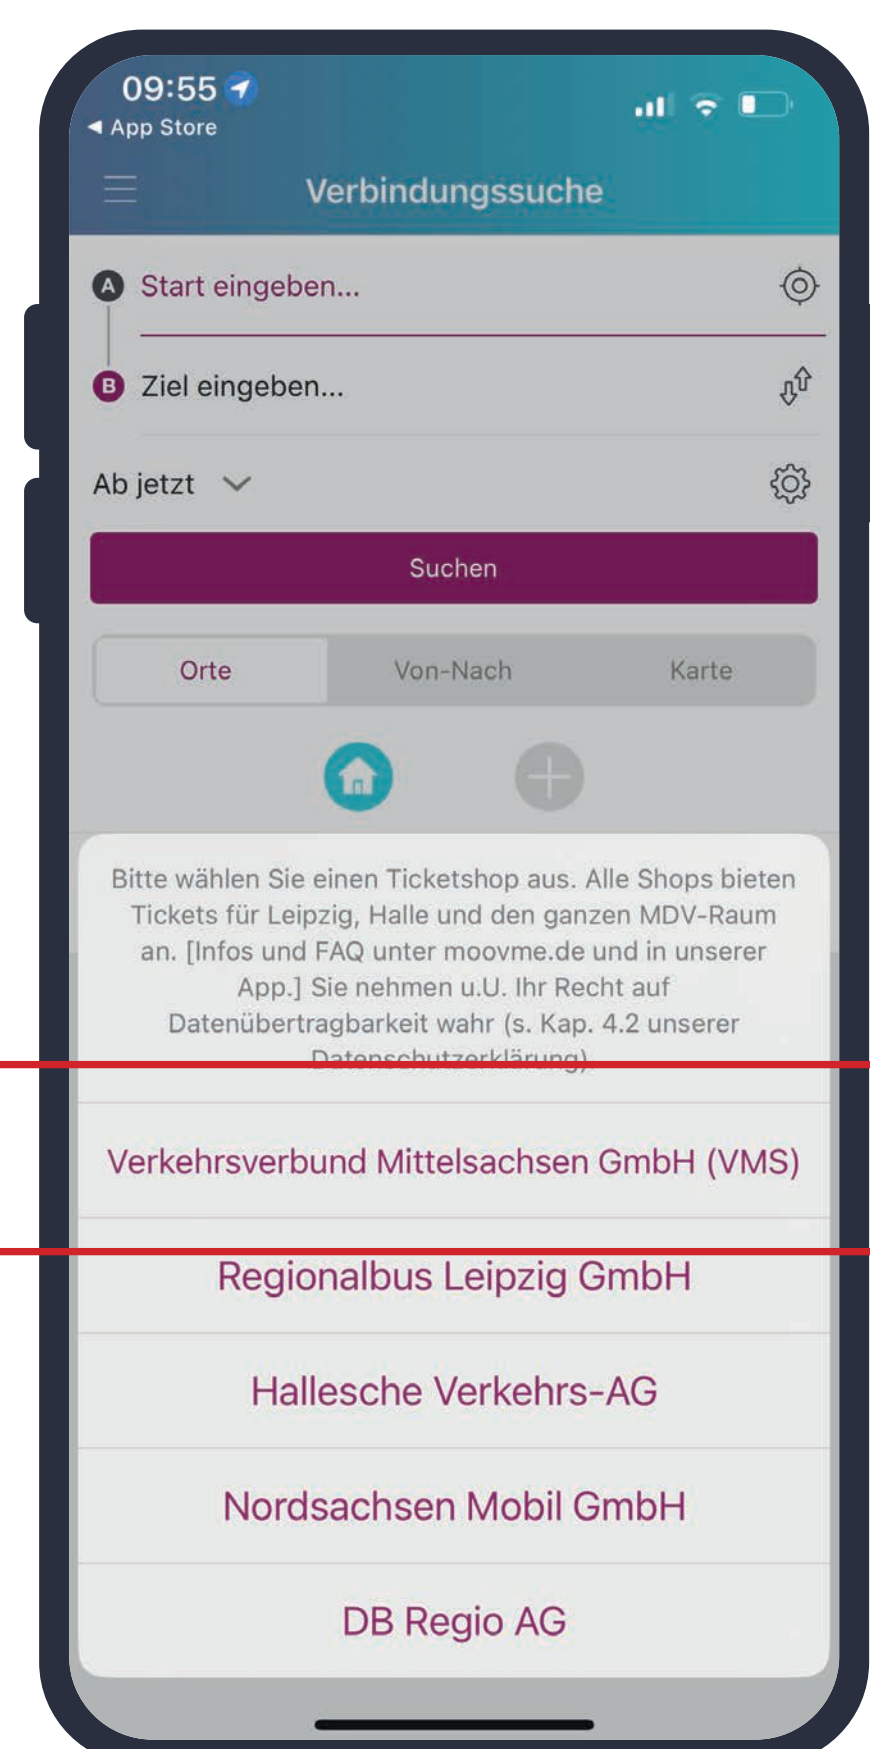 09:55
◄ App Store
Verbindungssuche
A Start eingeben...
B Ziel eingeben...
Ab jetzt
Suchen
Orte Von-Nach Karte
Bitte wählen Sie einen Ticketshop aus. Alle Shops bieten
Tickets für Leipzig, Halle und den ganzen MDV-Raum
an. [Infos und FAQ unter moovme.de und in unserer
App.] Sie nehmen u.U. Ihr Recht auf
Datenübertragbarkeit wahr (s. Kap. 4.2 unserer
Datenschutzerklärung).
Verkehrsverbund Mittelsachsen GmbH (VMS)
Regionalbus Leipzig GmbH
Hallesche Verkehrs-AG
Nordsachsen Mobil GmbH
DB Regio AG